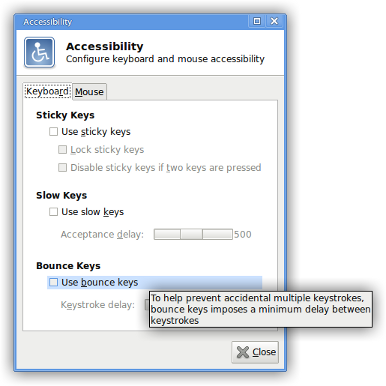 Accessibility
Accessibility
Configure keyboard and mouse accessibility
Keyboard Mouse
Sticky Keys
Use sticky keys
Lock sticky keys
Disable sticky keys if two keys are pressed
Slow Keys
Use slow keys
Acceptance delay: 500
Bounce Keys
Use bounce keys
Keystroke delay:
To help prevent accidental multiple keystrokes,
bounce keys imposes a minimum delay between
keystrokes
Close